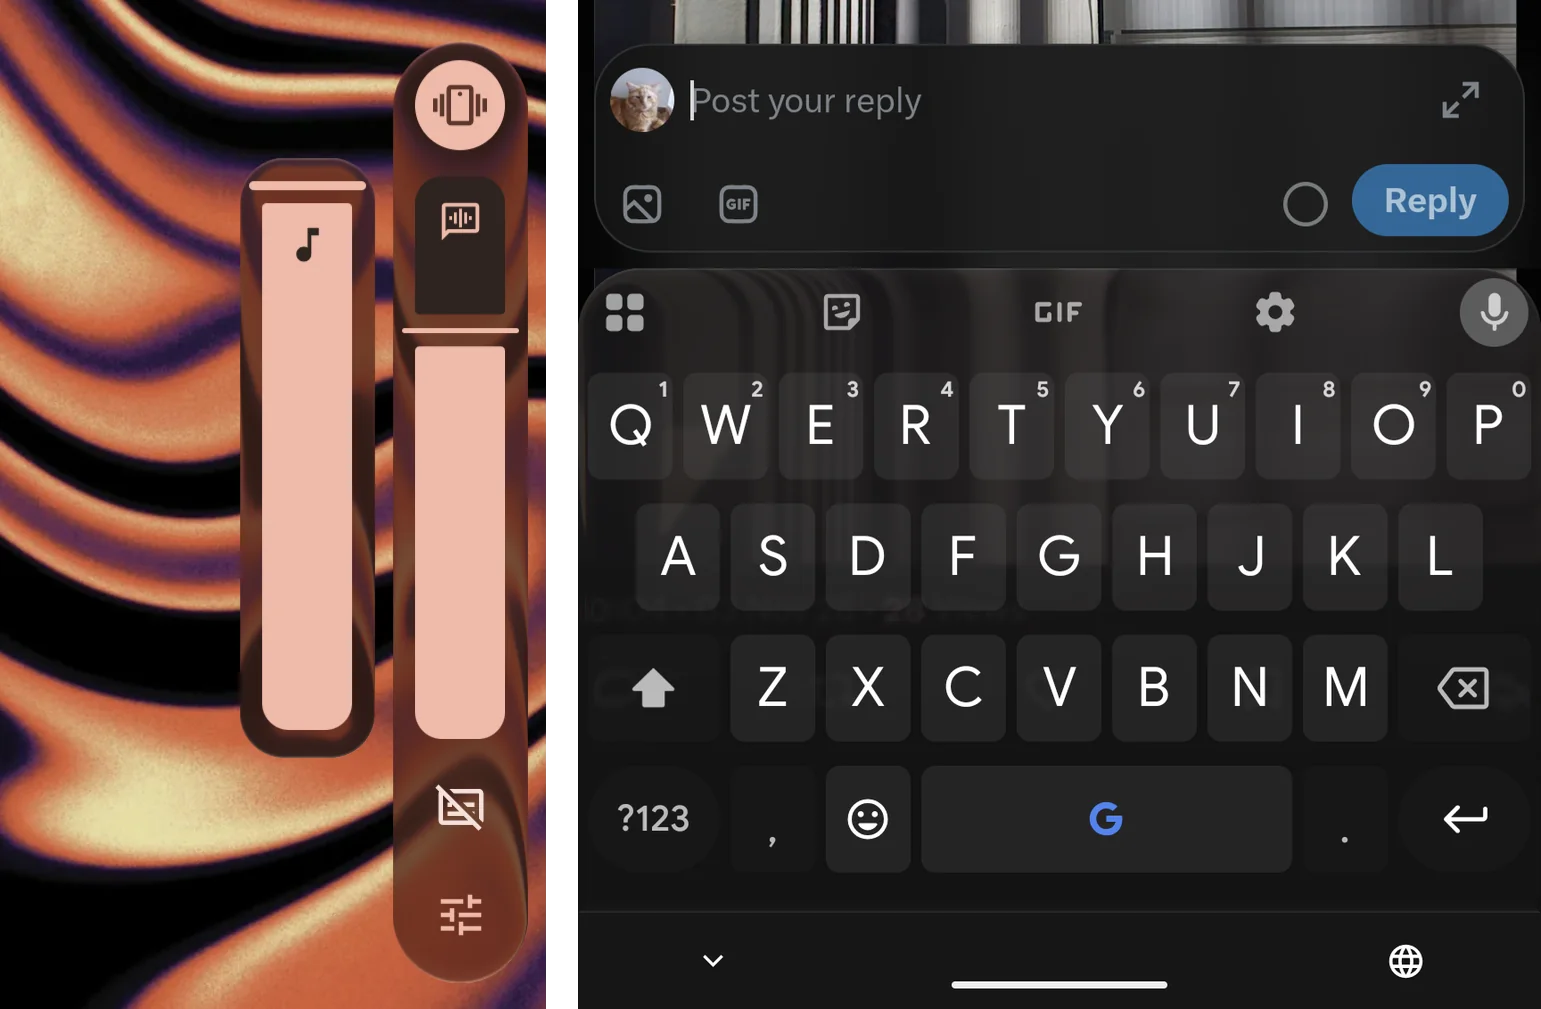 Post your reply
GIF
Reply
GIF
Q 1 W 2 E 3 R 4 T 5 Y 6 U 7 I 8 O 9 P 0
A S D F G H J K L
Z X C V B N M
?123 , G .